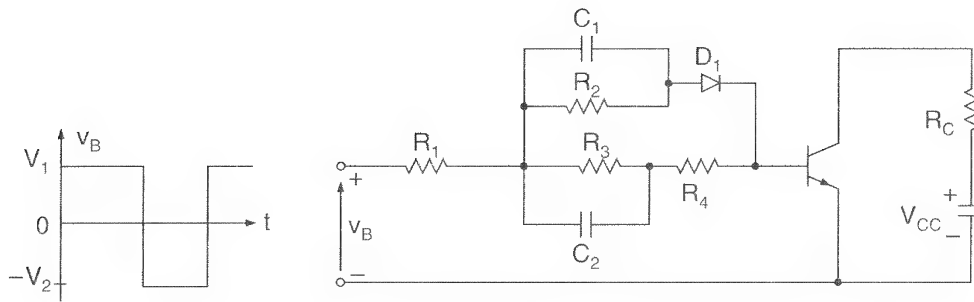 v_B
V_1
0
t
–V_2
R_1
+
v_B
–
C_1
R_2
D_1
R_3
R_4
C_2
R_C
+
V_CC
–